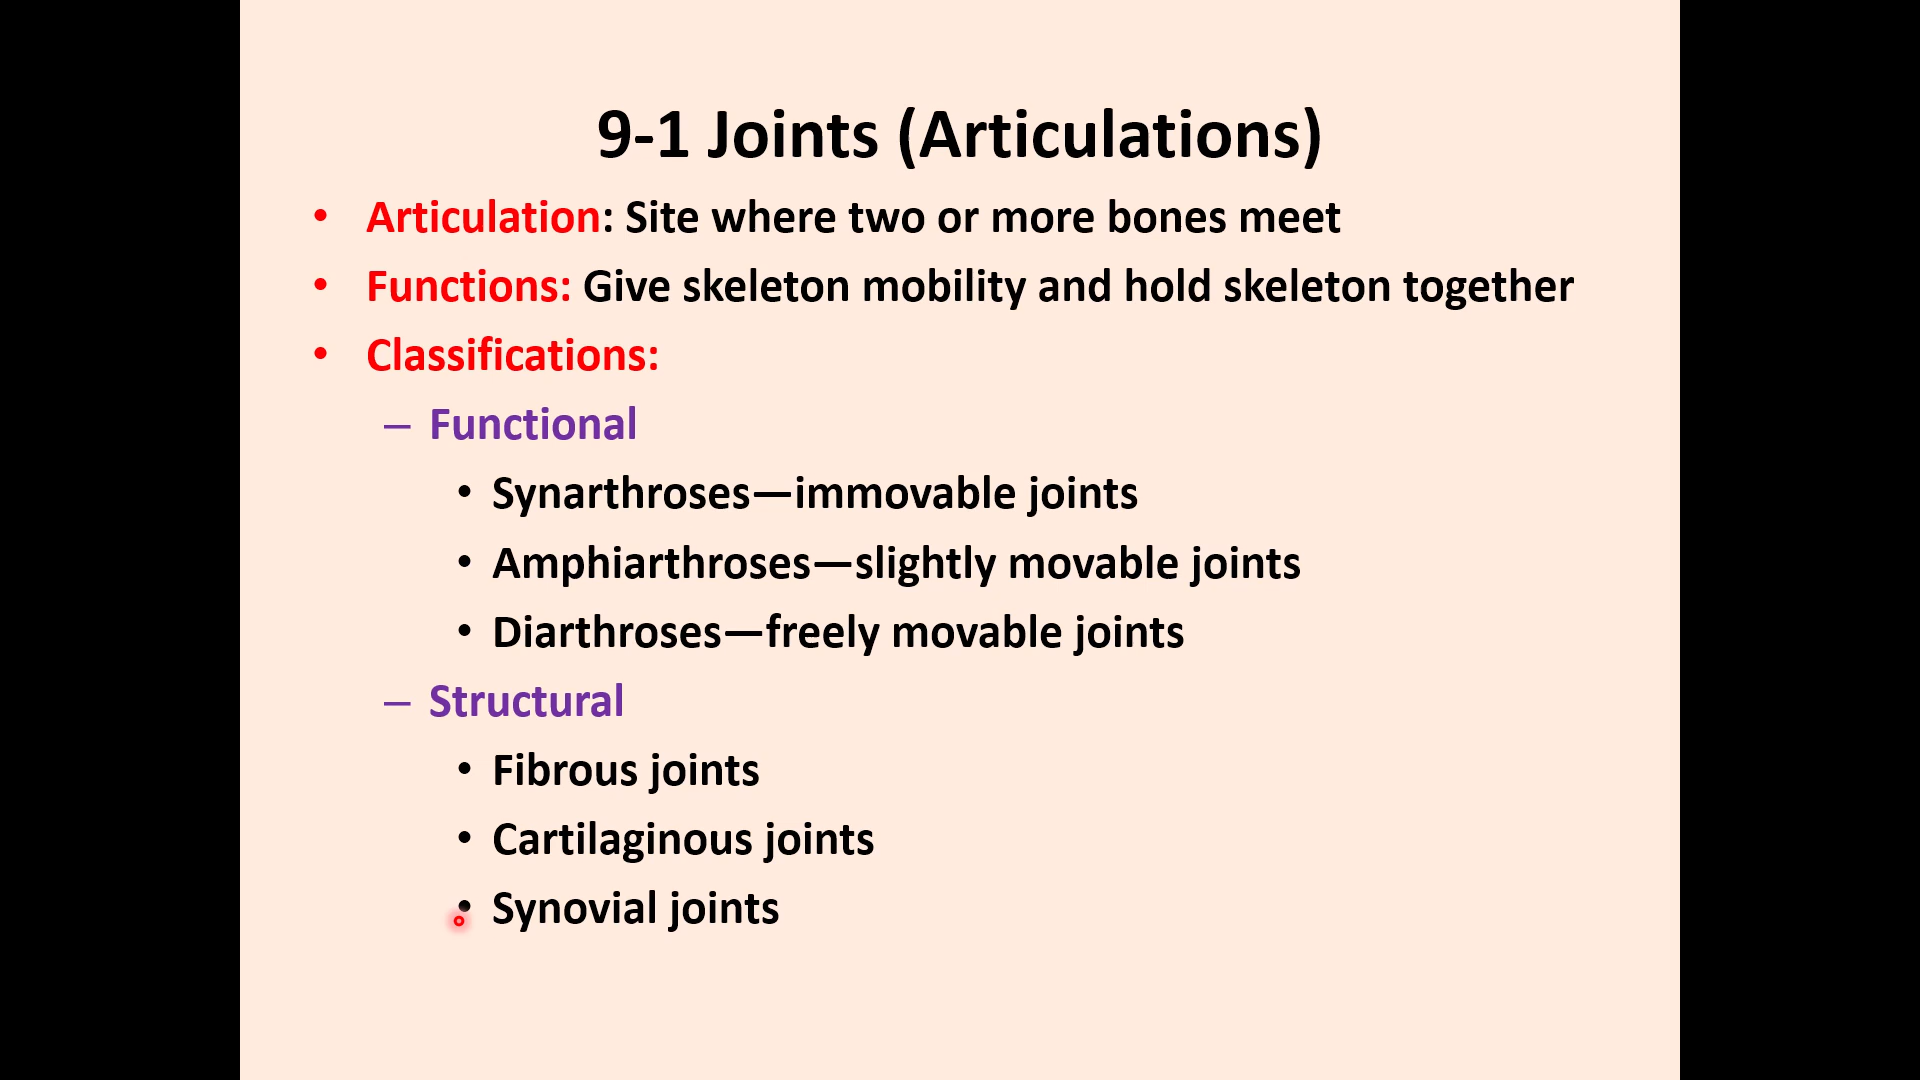 9-1 Joints (Articulations)
• Articulation: Site where two or more bones meet
• Functions: Give skeleton mobility and hold skeleton together
• Classifications:
– Functional
• Synarthroses—immovable joints
• Amphiarthroses—slightly movable joints
• Diarthroses—freely movable joints
– Structural
• Fibrous joints
• Cartilaginous joints
• Synovial joints